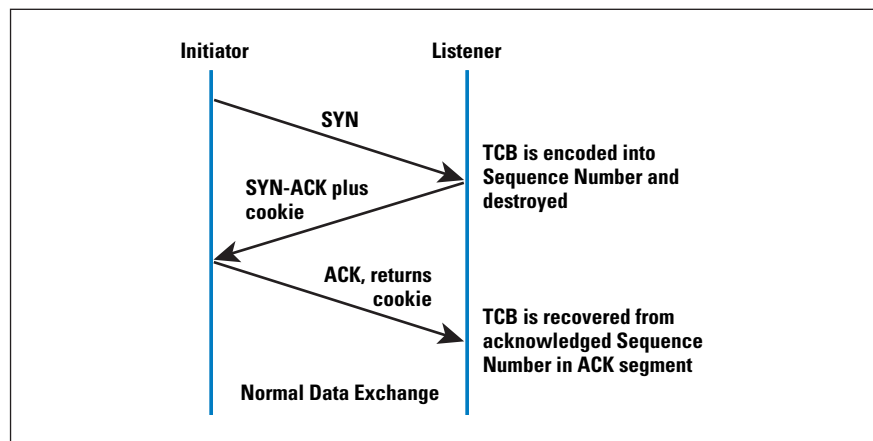 Initiator
Listener
SYN
TCB is encoded into
Sequence Number and
destroyed
SYN-ACK plus
cookie
ACK, returns
cookie
TCB is recovered from
acknowledged Sequence
Number in ACK segment
Normal Data Exchange